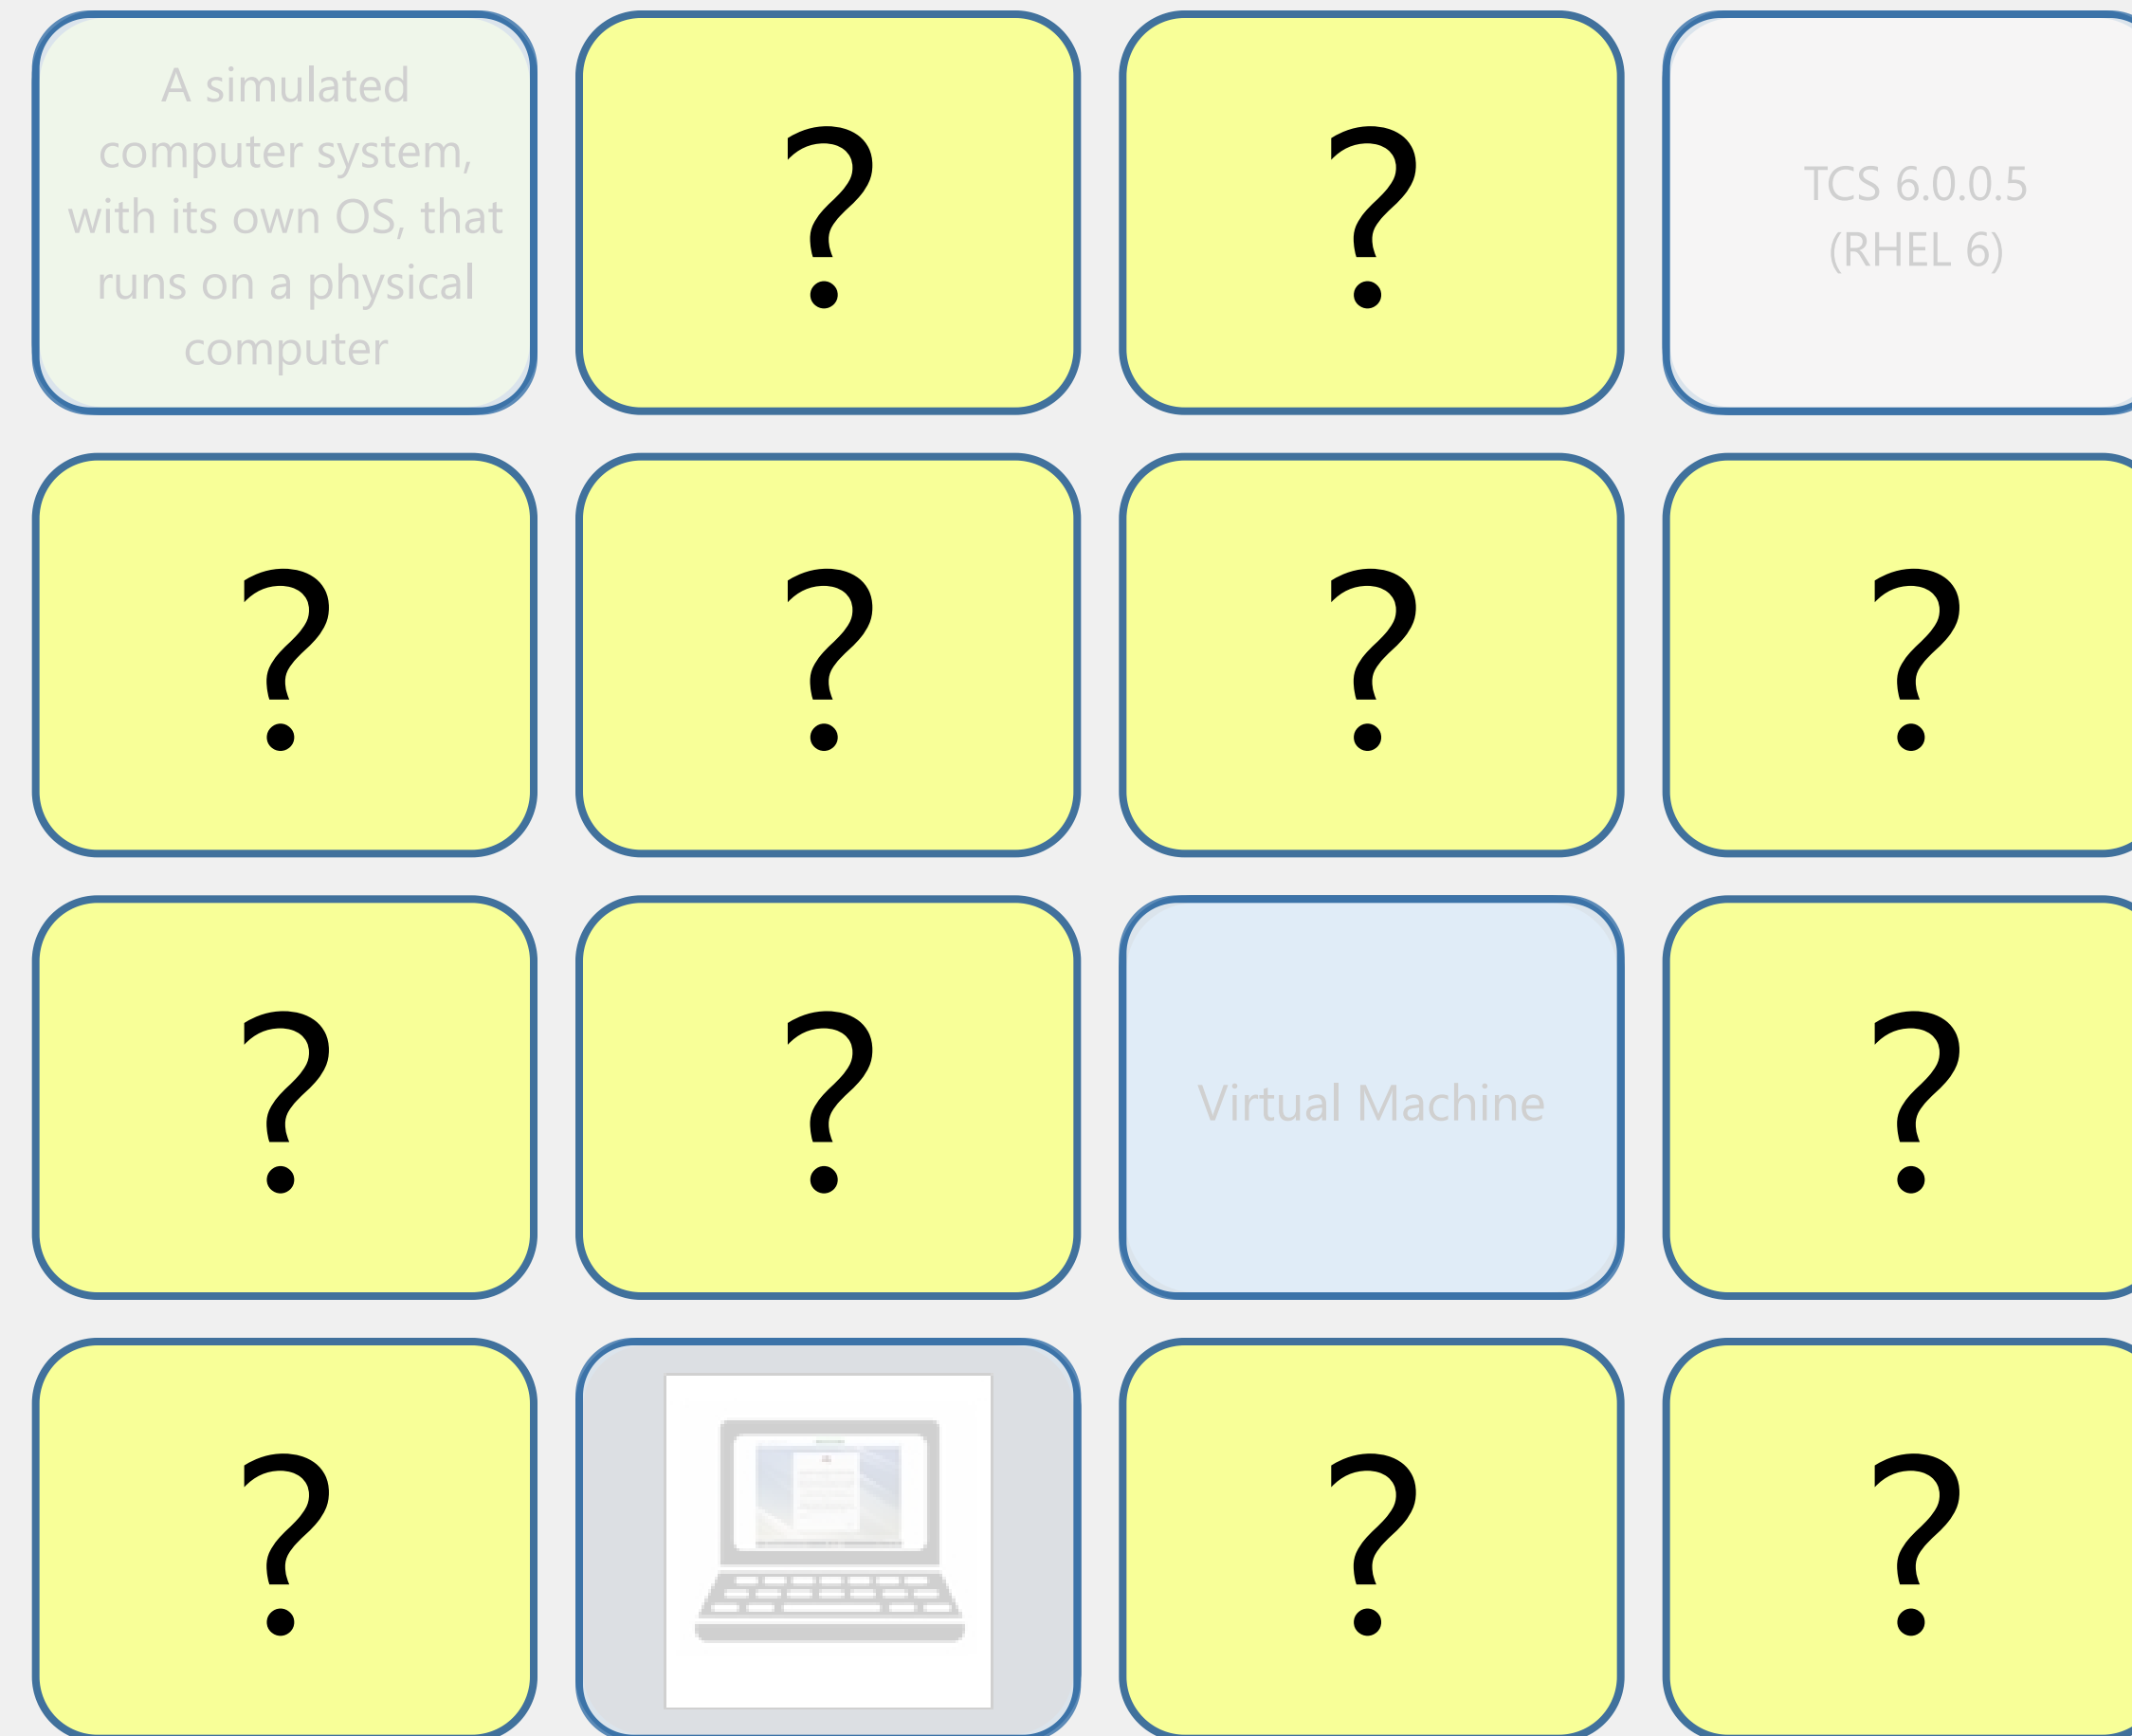 A simulated
computer system,
with its own OS, that
runs on a physical
computer
?
?
TCS 6.0.0.5
(RHEL 6)
?
?
?
?
?
?
Virtual Machine
?
?
?
?